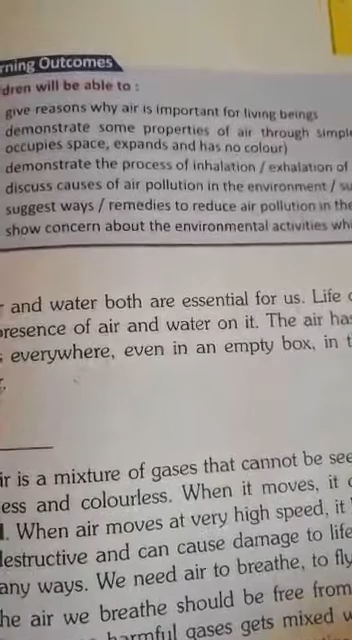 rning Outcomes
dren will be able to :
give reasons why air is important for living beings
demonstrate some properties of air through simple
occupies space, expands and has no colour)
demonstrate the process of inhalation / exhalation of
discuss causes of air pollution in the environment / su
suggest ways / remedies to reduce air pollution in the
show concern about the environmental activities whi
r and water both are essential for us. Life o
presence of air and water on it. The air has
s everywhere, even in an empty box, in t
r.
ir is a mixture of gases that cannot be see
ess and colourless. When it moves, it c
l. When air moves at very high speed, it
destructive and can cause damage to life
any ways. We need air to breathe, to fly
he air we breathe should be free from
harmful gases gets mixed w